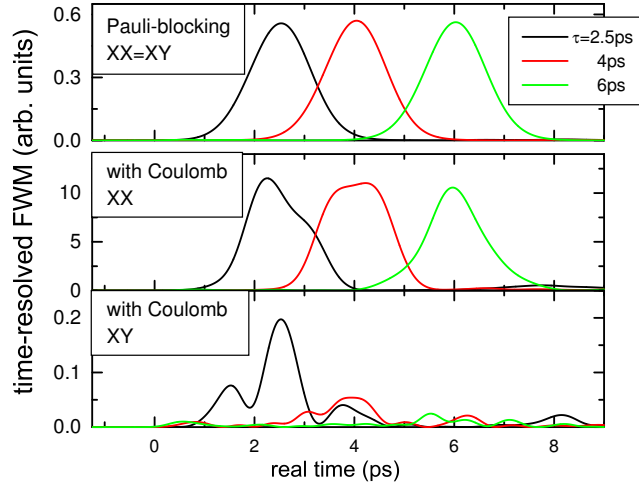 time-resolved FWM (arb. units)
0.6
0.3
0.0
Pauli-blocking
XX=XY
τ=2.5ps
4ps
6ps
10
5
0
with Coulomb
XX
0.2
0.1
0.0
with Coulomb
XY
0 2 4 6 8
real time (ps)